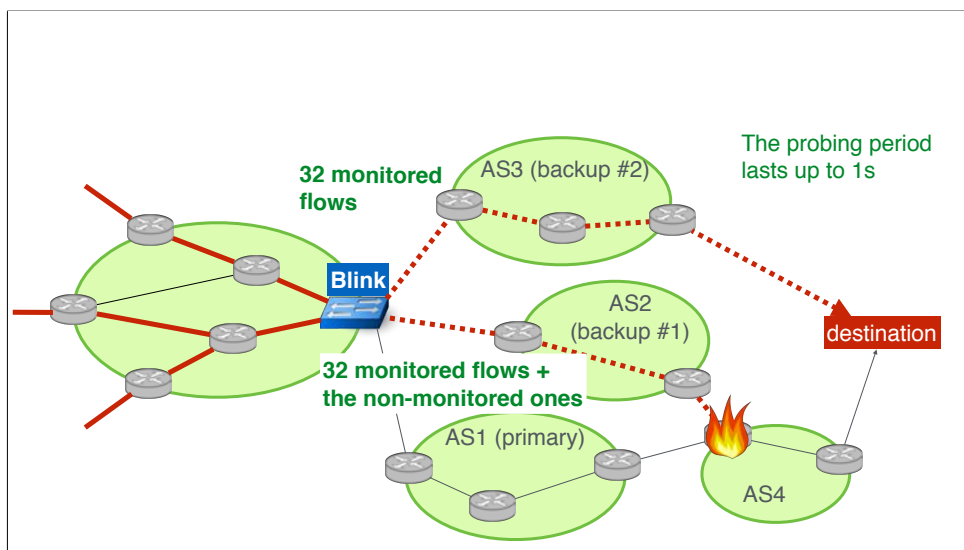 The probing period
lasts up to 1s
AS3 (backup #2)
32 monitored
flows
Blink
AS2
(backup #1)
destination
32 monitored flows +
the non-monitored ones
AS1 (primary)
AS4